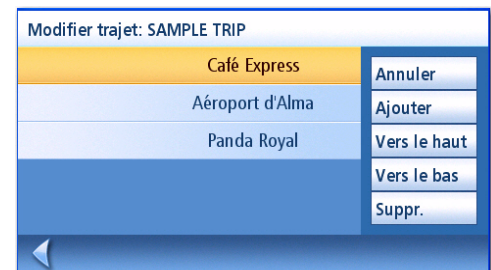 Modifier trajet: SAMPLE TRIP
Café Express
Aéroport d'Alma
Panda Royal
Annuler
Ajouter
Vers le haut
Vers le bas
Suppr.